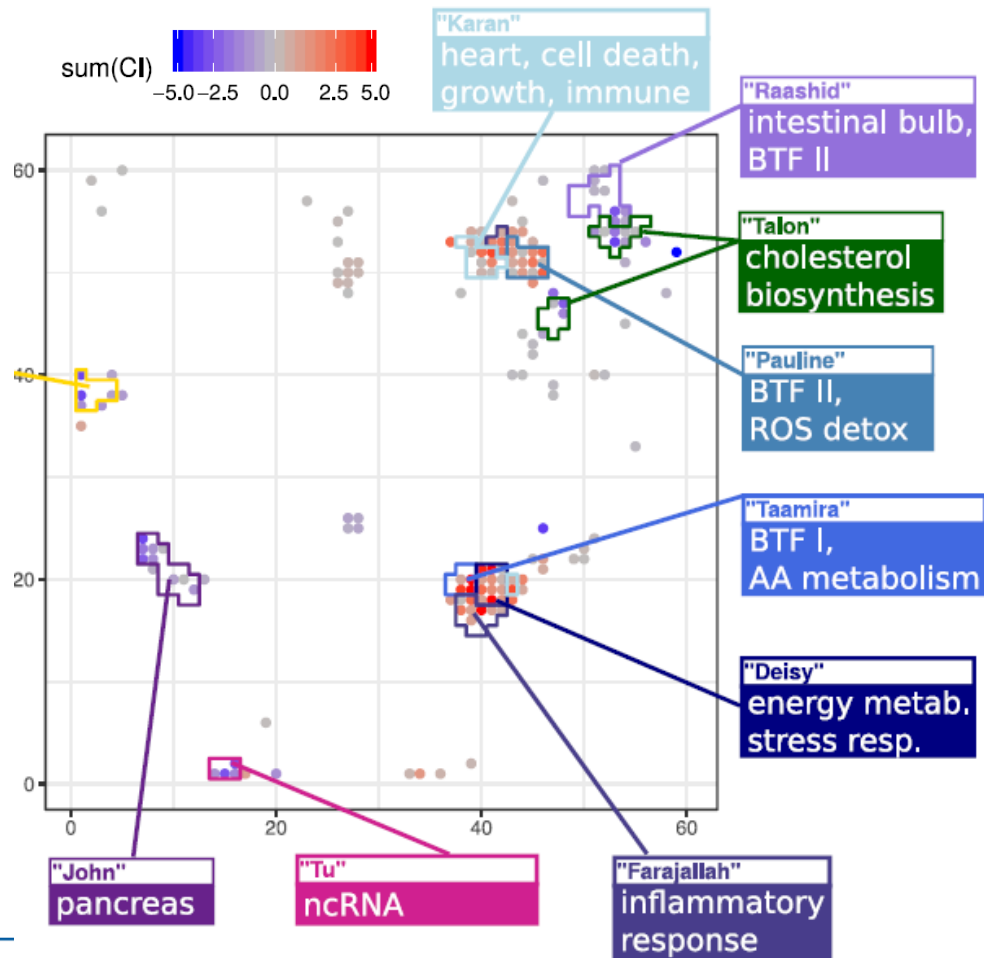 sum(CI)
−5.0 −2.5 0.0 2.5 5.0
"Karan"
heart, cell death,
growth, immune
"Raashid"
intestinal bulb,
BTF II
"Talon"
cholesterol
biosynthesis
"Pauline"
BTF II,
ROS detox
"Taamira"
BTF I,
AA metabolism
"Deisy"
energy metab.
stress resp.
60
40
20
0
0 20 40 60
"John"
pancreas
"Tu"
ncRNA
"Farajallah"
inflammatory
response